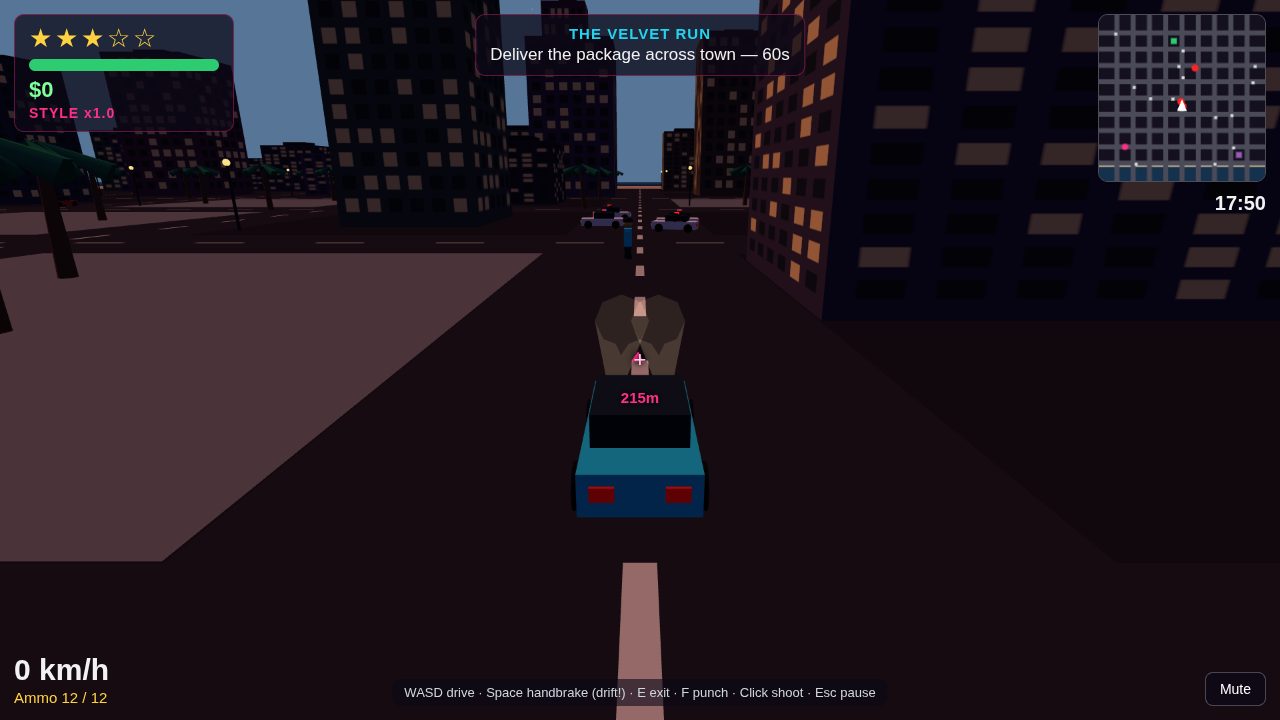 ★★★☆☆
$0
STYLE x1.0
THE VELVET RUN
Deliver the package across town — 60s
17:50
215m
0 km/h
Ammo 12 / 12
WASD drive · Space handbrake (drift!) · E exit · F punch · Click shoot · Esc pause
Mute